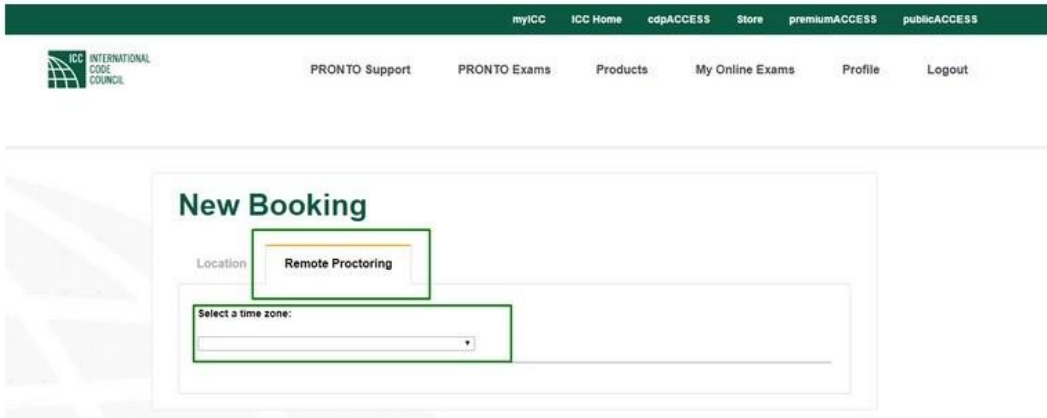 myICC ICC Home cdpACCESS Store premiumACCESS publicACCESS
ICC INTERNATIONAL
CODE
COUNCIL
PRONTO Support PRONTO Exams Products My Online Exams Profile Logout
New Booking
Location Remote Proctoring
Select a time zone: